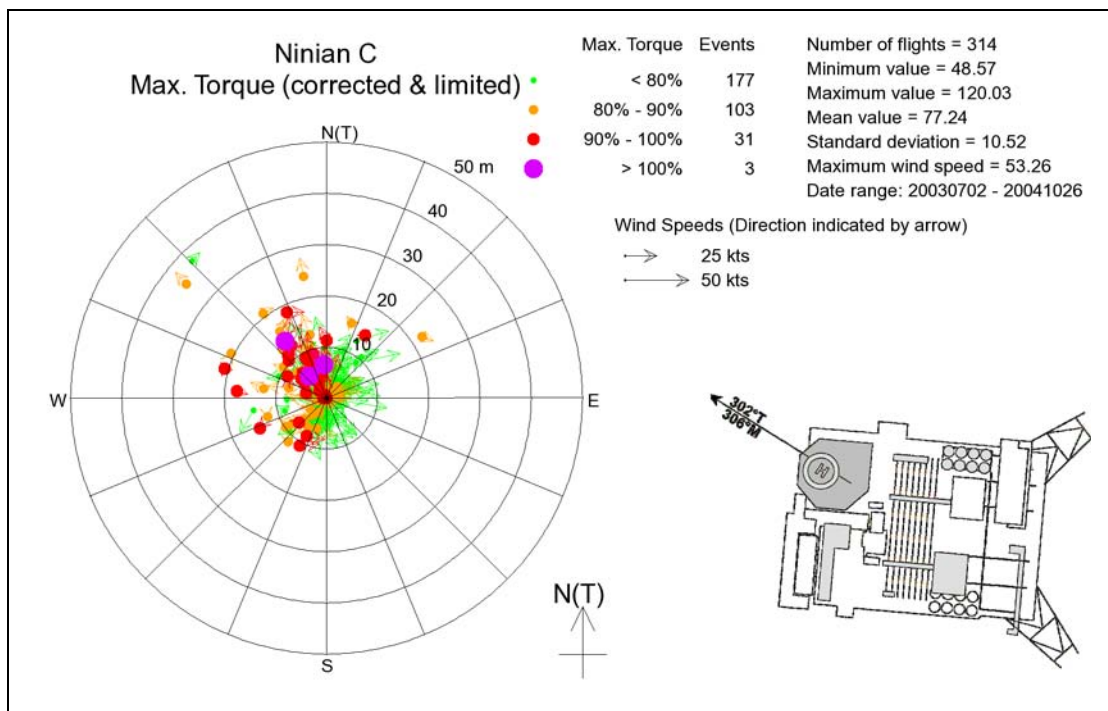 Ninian C
Max. Torque (corrected & limited)
Max. Torque Events
< 80% 177
80% - 90% 103
90% - 100% 31
> 100% 3
Number of flights = 314
Minimum value = 48.57
Maximum value = 120.03
Mean value = 77.24
Standard deviation = 10.52
Maximum wind speed = 53.26
Date range: 20030702 - 20041026
Wind Speeds (Direction indicated by arrow)
25 kts
50 kts
N(T)
50 m
40
30
20
10
W
E
S
N(T)
302°T
306°M
H